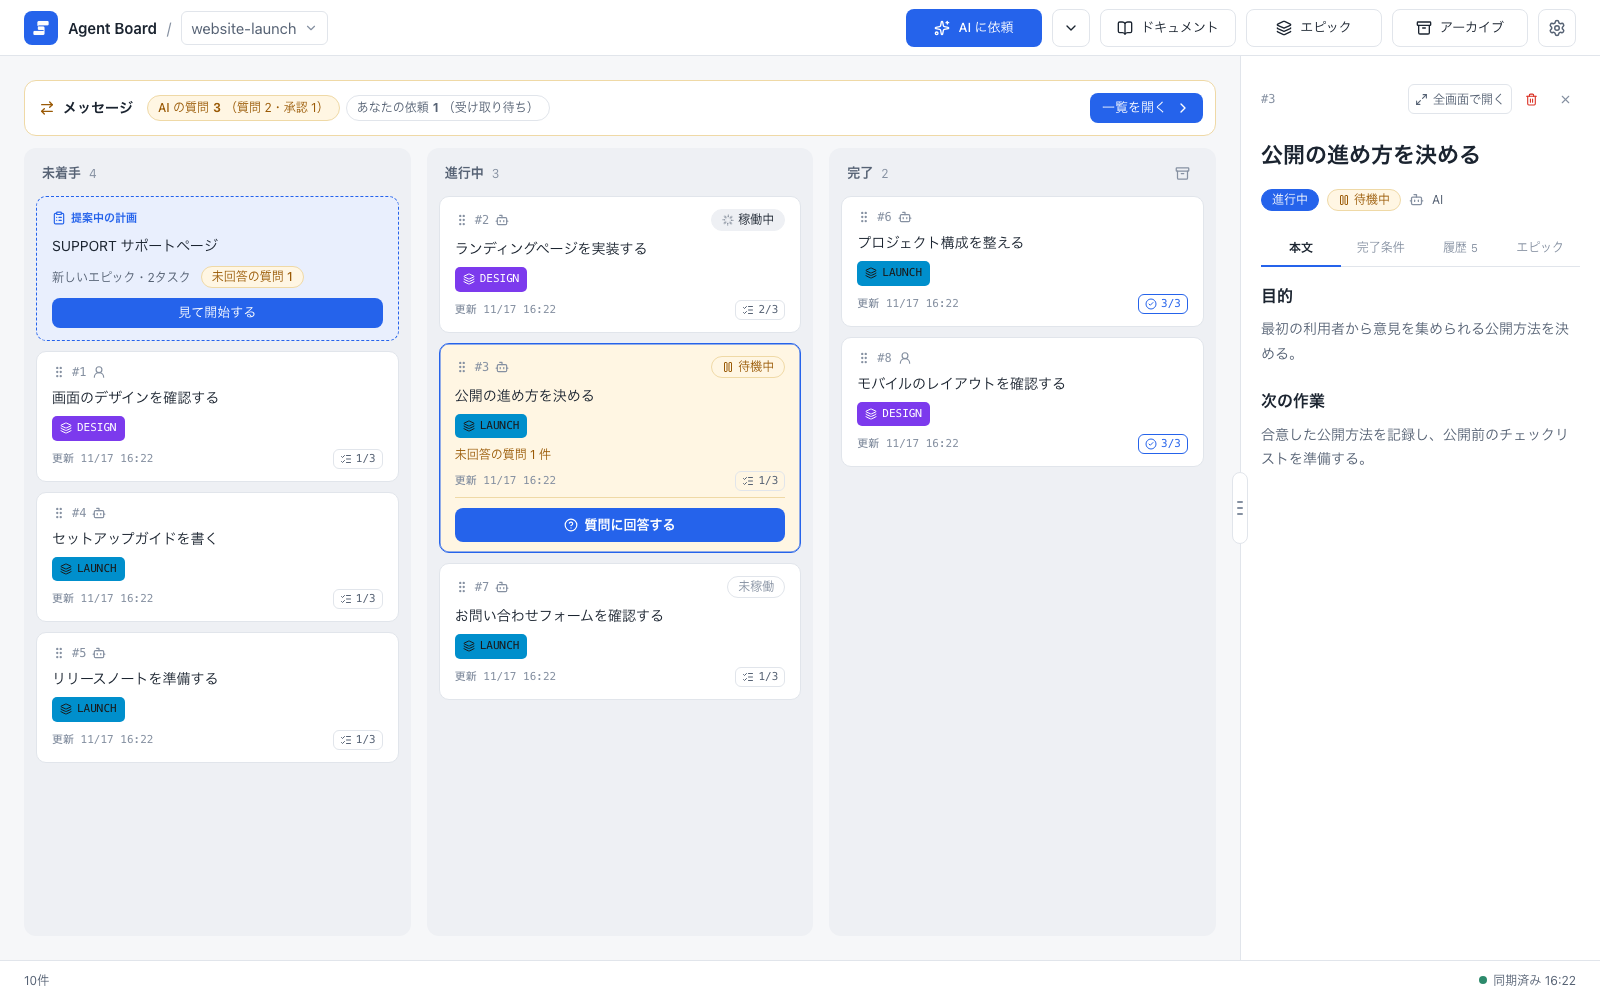 Agent Board / website-launch
AI に依頼
ドキュメント
エピック
アーカイブ
メッセージ
AI の質問 3 （質問 2・承認 1）
あなたの依頼 1 （受け取り待ち）
一覧を開く
未着手 4
提案中の計画
SUPPORT サポートページ
新しいエピック・2タスク
未回答の質問 1
見て開始する
#1
画面のデザインを確認する
DESIGN
更新 11/17 16:22
1/3
#4
セットアップガイドを書く
LAUNCH
更新 11/17 16:22
1/3
#5
リリースノートを準備する
LAUNCH
更新 11/17 16:22
1/3
進行中 3
#2
稼働中
ランディングページを実装する
DESIGN
更新 11/17 16:22
2/3
#3
待機中
公開の進め方を決める
LAUNCH
未回答の質問 1 件
更新 11/17 16:22
1/3
質問に回答する
#7
未稼働
お問い合わせフォームを確認する
LAUNCH
更新 11/17 16:22
1/3
完了 2
#6
プロジェクト構成を整える
LAUNCH
更新 11/17 16:22
3/3
#8
モバイルのレイアウトを確認する
DESIGN
更新 11/17 16:22
3/3
#3
全画面で開く
公開の進め方を決める
進行中
待機中
AI
本文
完了条件
履歴 5
エピック
目的
最初の利用者から意見を集められる公開方法を決
める。
次の作業
合意した公開方法を記録し、公開前のチェックリ
ストを準備する。
10件
同期済み 16:22